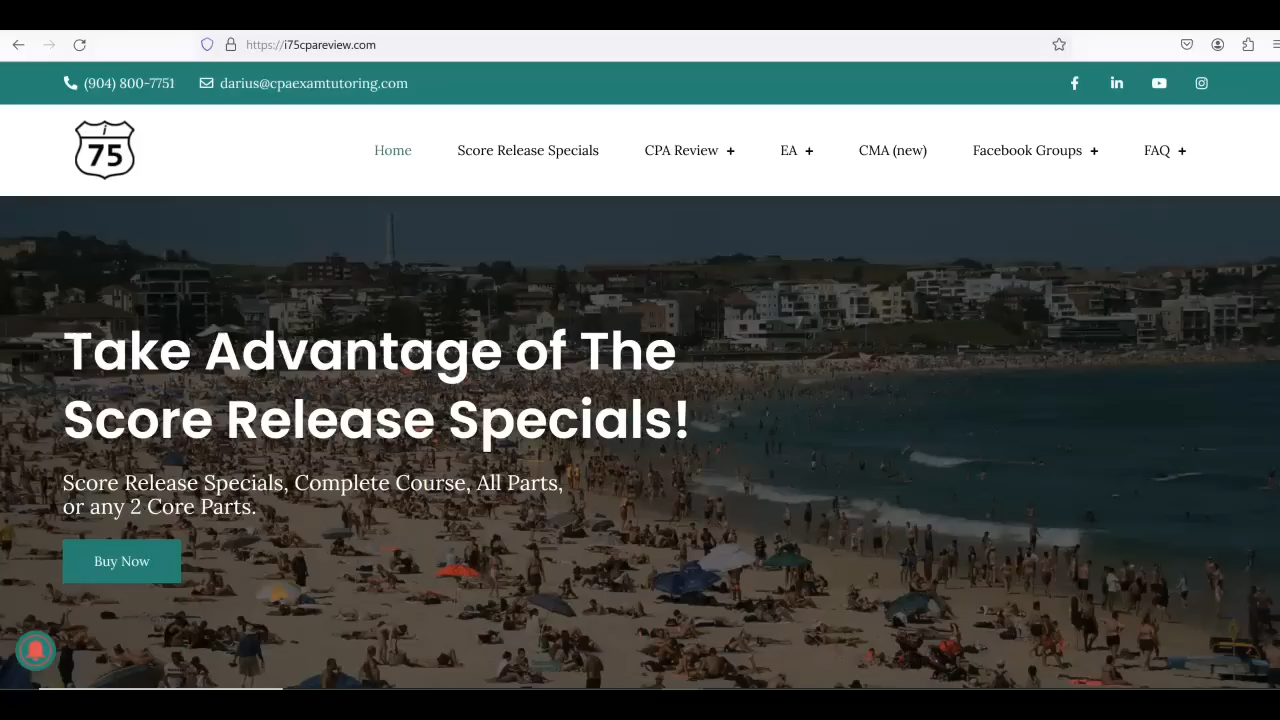 https://i75cpareview.com
(904) 800-7751 darius@cpaexamtutoring.com
i
75
Home Score Release Specials CPA Review + EA + CMA (new) Facebook Groups + FAQ +
Take Advantage of The
Score Release Specials!
Score Release Specials, Complete Course, All Parts,
or any 2 Core Parts.
Buy Now